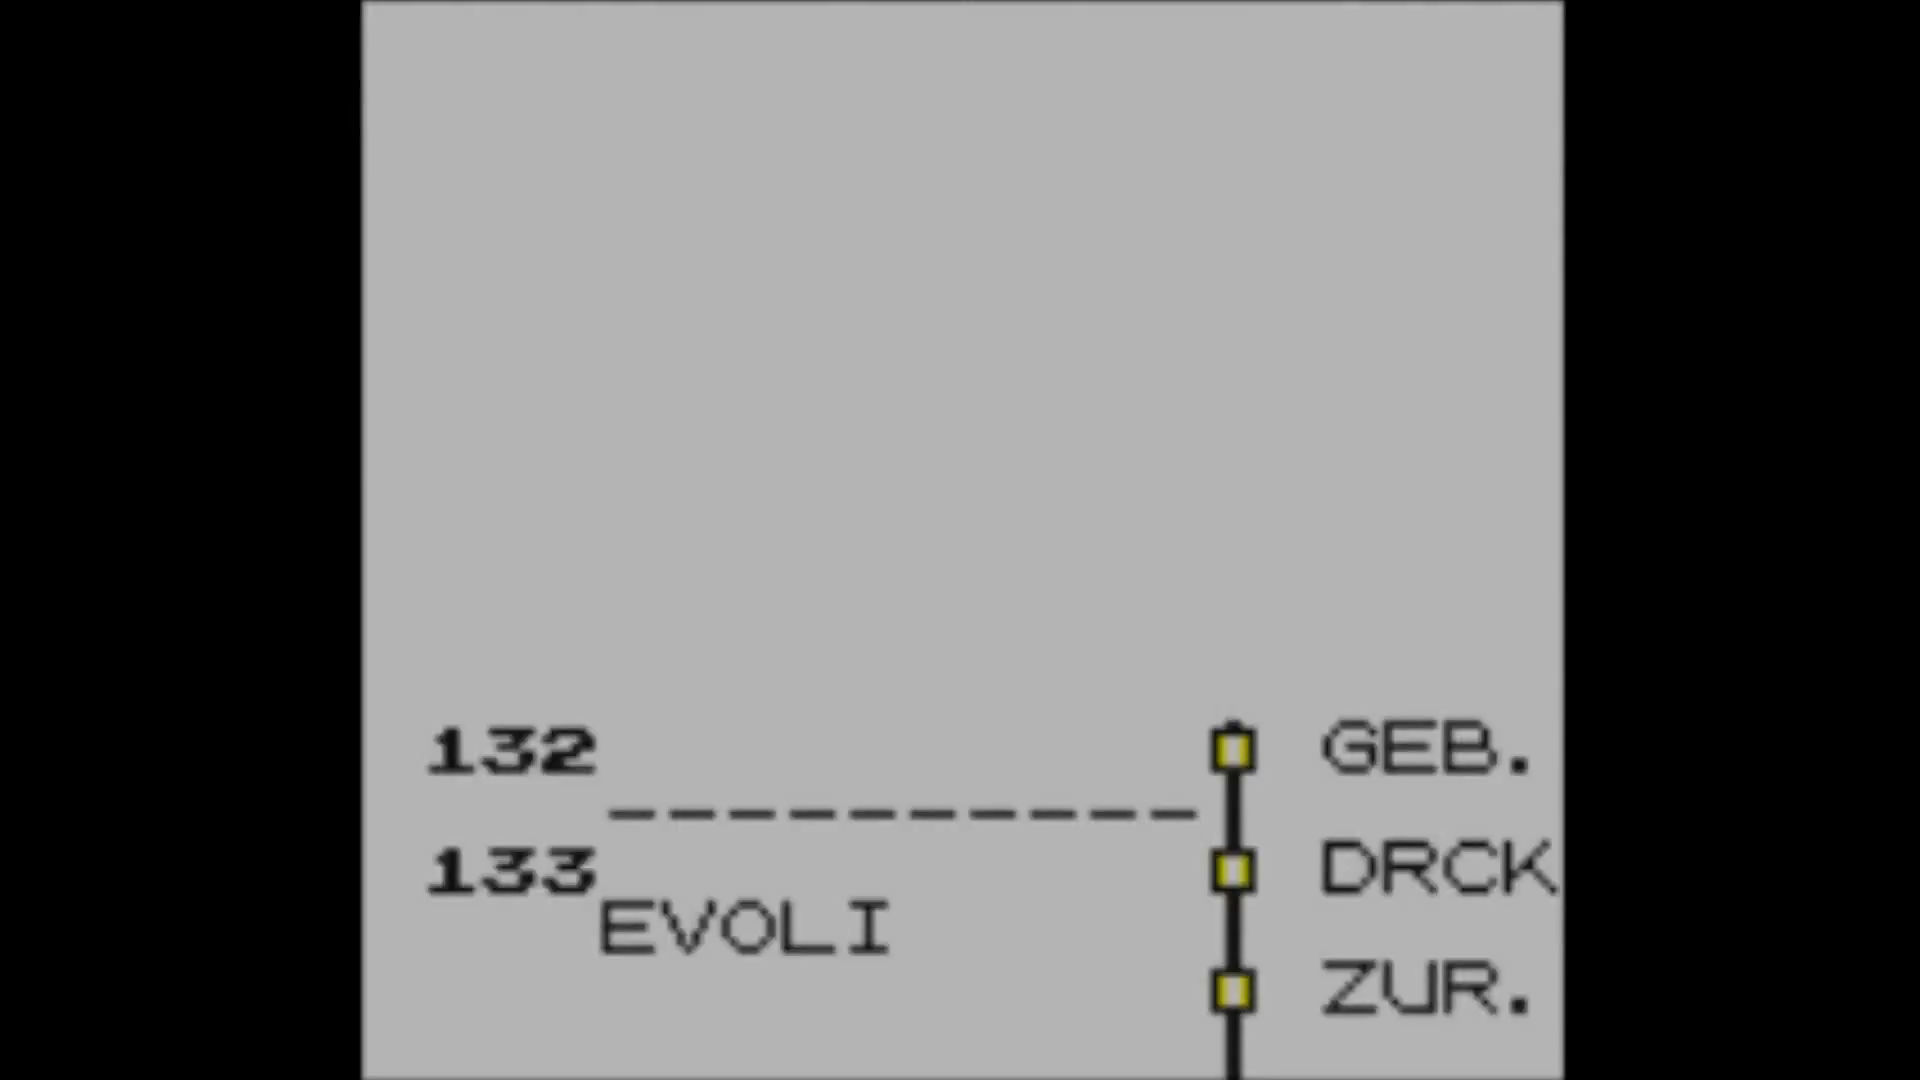 132 GEB.
----------
133 DRCK
EVOLI
ZUR.